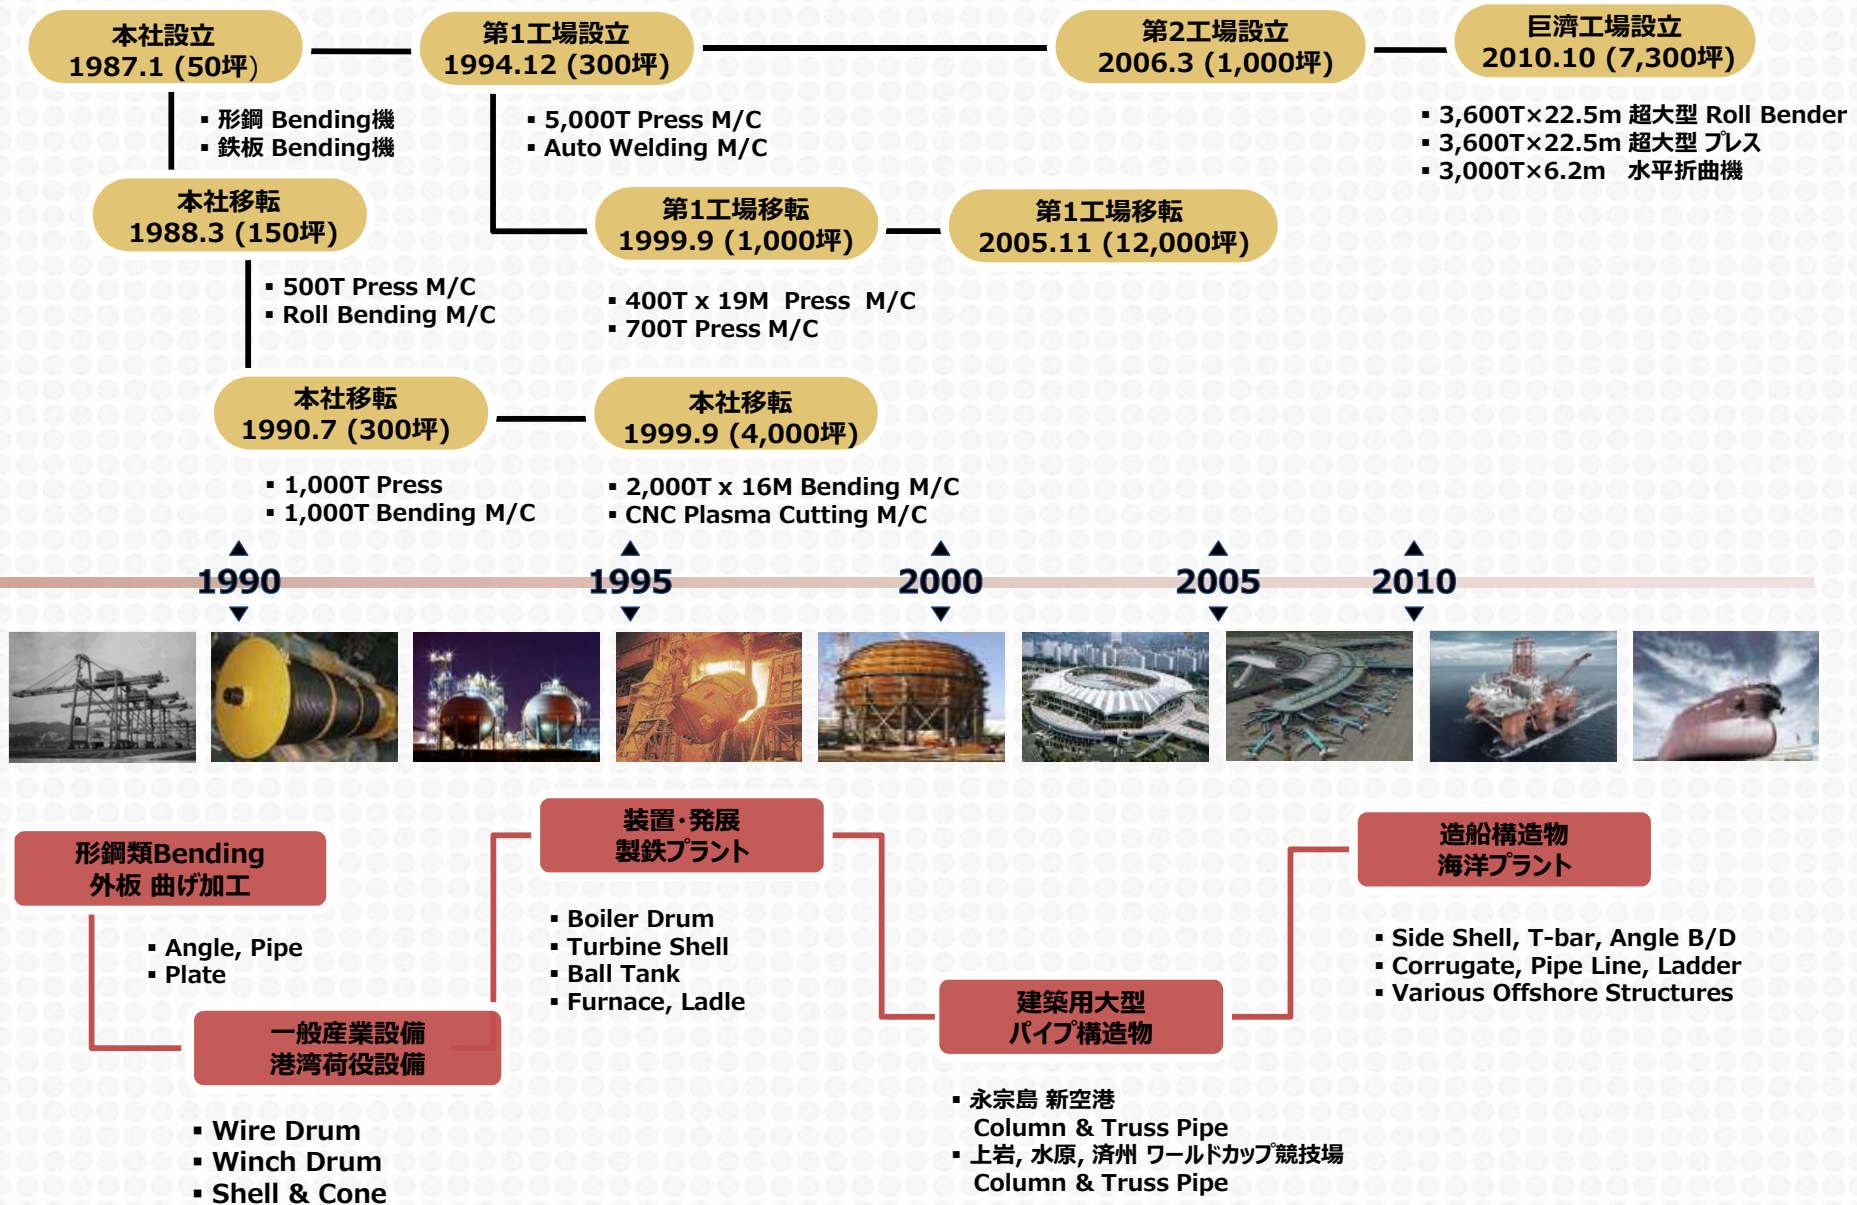 本社設立
1987.1 (50坪)
第1工場設立
1994.12 (300坪)
第2工場設立
2006.3 (1,000坪)
巨濟工場設立
2010.10 (7,300坪)
▪ 形鋼 Bending機
▪ 鉄板 Bending機
▪ 5,000T Press M/C
▪ Auto Welding M/C
▪ 3,600T×22.5m 超大型 Roll Bender
▪ 3,600T×22.5m 超大型 プレス
▪ 3,000T×6.2m 水平折曲機
本社移転
1988.3 (150坪)
第1工場移転
1999.9 (1,000坪)
第1工場移転
2005.11 (12,000坪)
▪ 500T Press M/C
▪ Roll Bending M/C
▪ 400T x 19M Press M/C
▪ 700T Press M/C
本社移転
1990.7 (300坪)
本社移転
1999.9 (4,000坪)
▪ 1,000T Press
▪ 1,000T Bending M/C
▪ 2,000T x 16M Bending M/C
▪ CNC Plasma Cutting M/C
1990 1995 2000 2005 2010
形鋼類Bending
外板 曲げ加工
▪ Angle, Pipe
▪ Plate
一般産業設備
港湾荷役設備
▪ Wire Drum
▪ Winch Drum
▪ Shell & Cone
装置・発展
製鉄プラント
▪ Boiler Drum
▪ Turbine Shell
▪ Ball Tank
▪ Furnace, Ladle
建築用大型
パイプ構造物
▪ 永宗島 新空港
Column & Truss Pipe
▪ 上岩, 水原, 済州 ワールドカップ競技場
Column & Truss Pipe
造船構造物
海洋プラント
▪ Side Shell, T-bar, Angle B/D
▪ Corrugate, Pipe Line, Ladder
▪ Various Offshore Structures